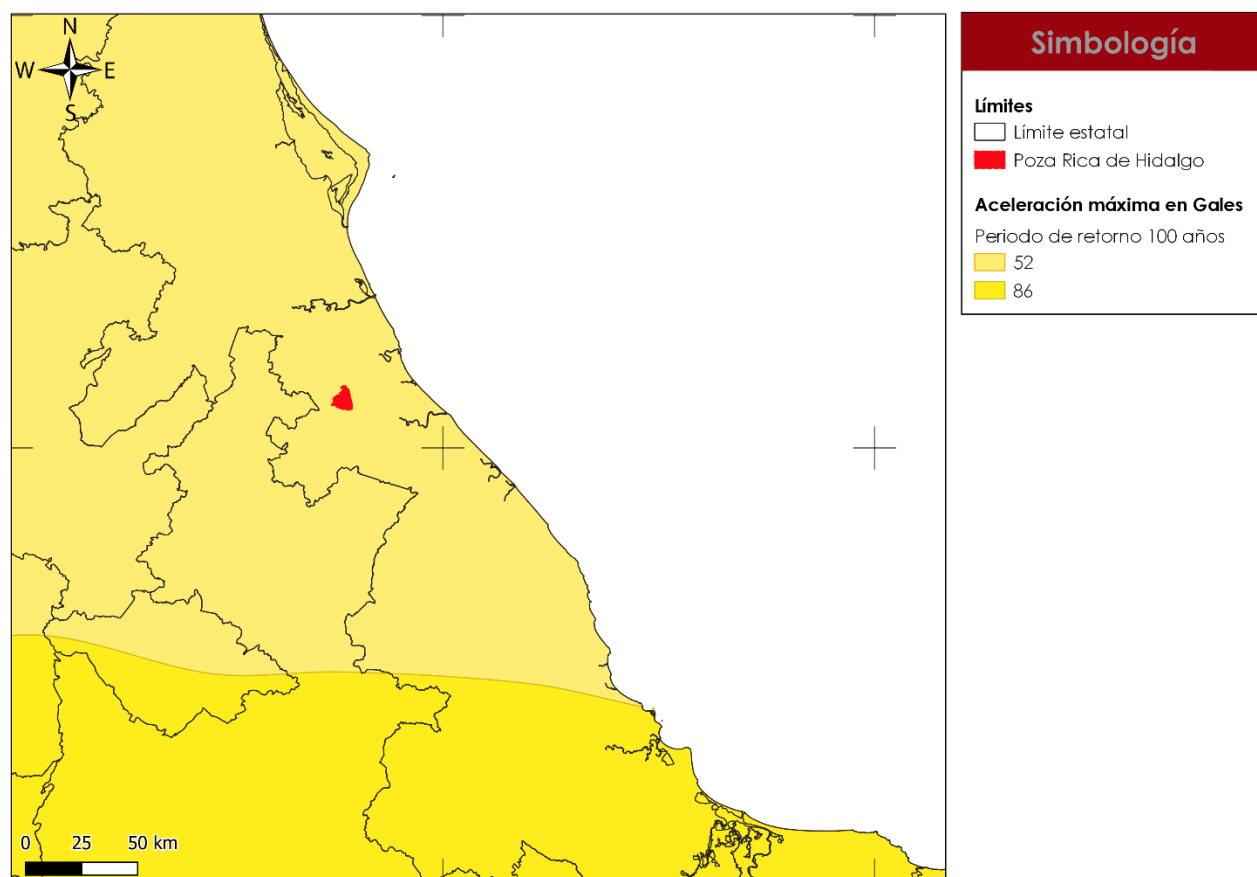 N
W E
S
0 25 50 km
Simbología
Límites
Límite estatal
Poza Rica de Hidalgo
Aceleración máxima en Gales
Periodo de retorno 100 años
52
86